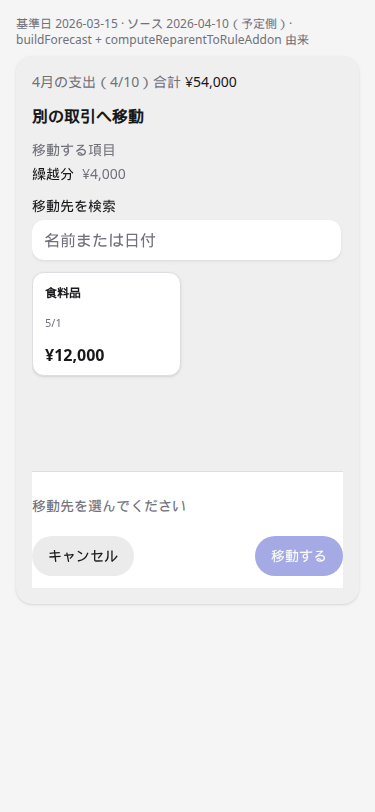 基準日 2026-03-15 · ソース 2026-04-10（予定側）·
buildForecast + computeReparentToRuleAddon 由来
4月の支出（4/10）合計 ¥54,000
別の取引へ移動
移動する項目
繰越分 ¥4,000
移動先を検索
名前または日付
食料品
5/1
¥12,000
移動先を選んでください
キャンセル
移動する